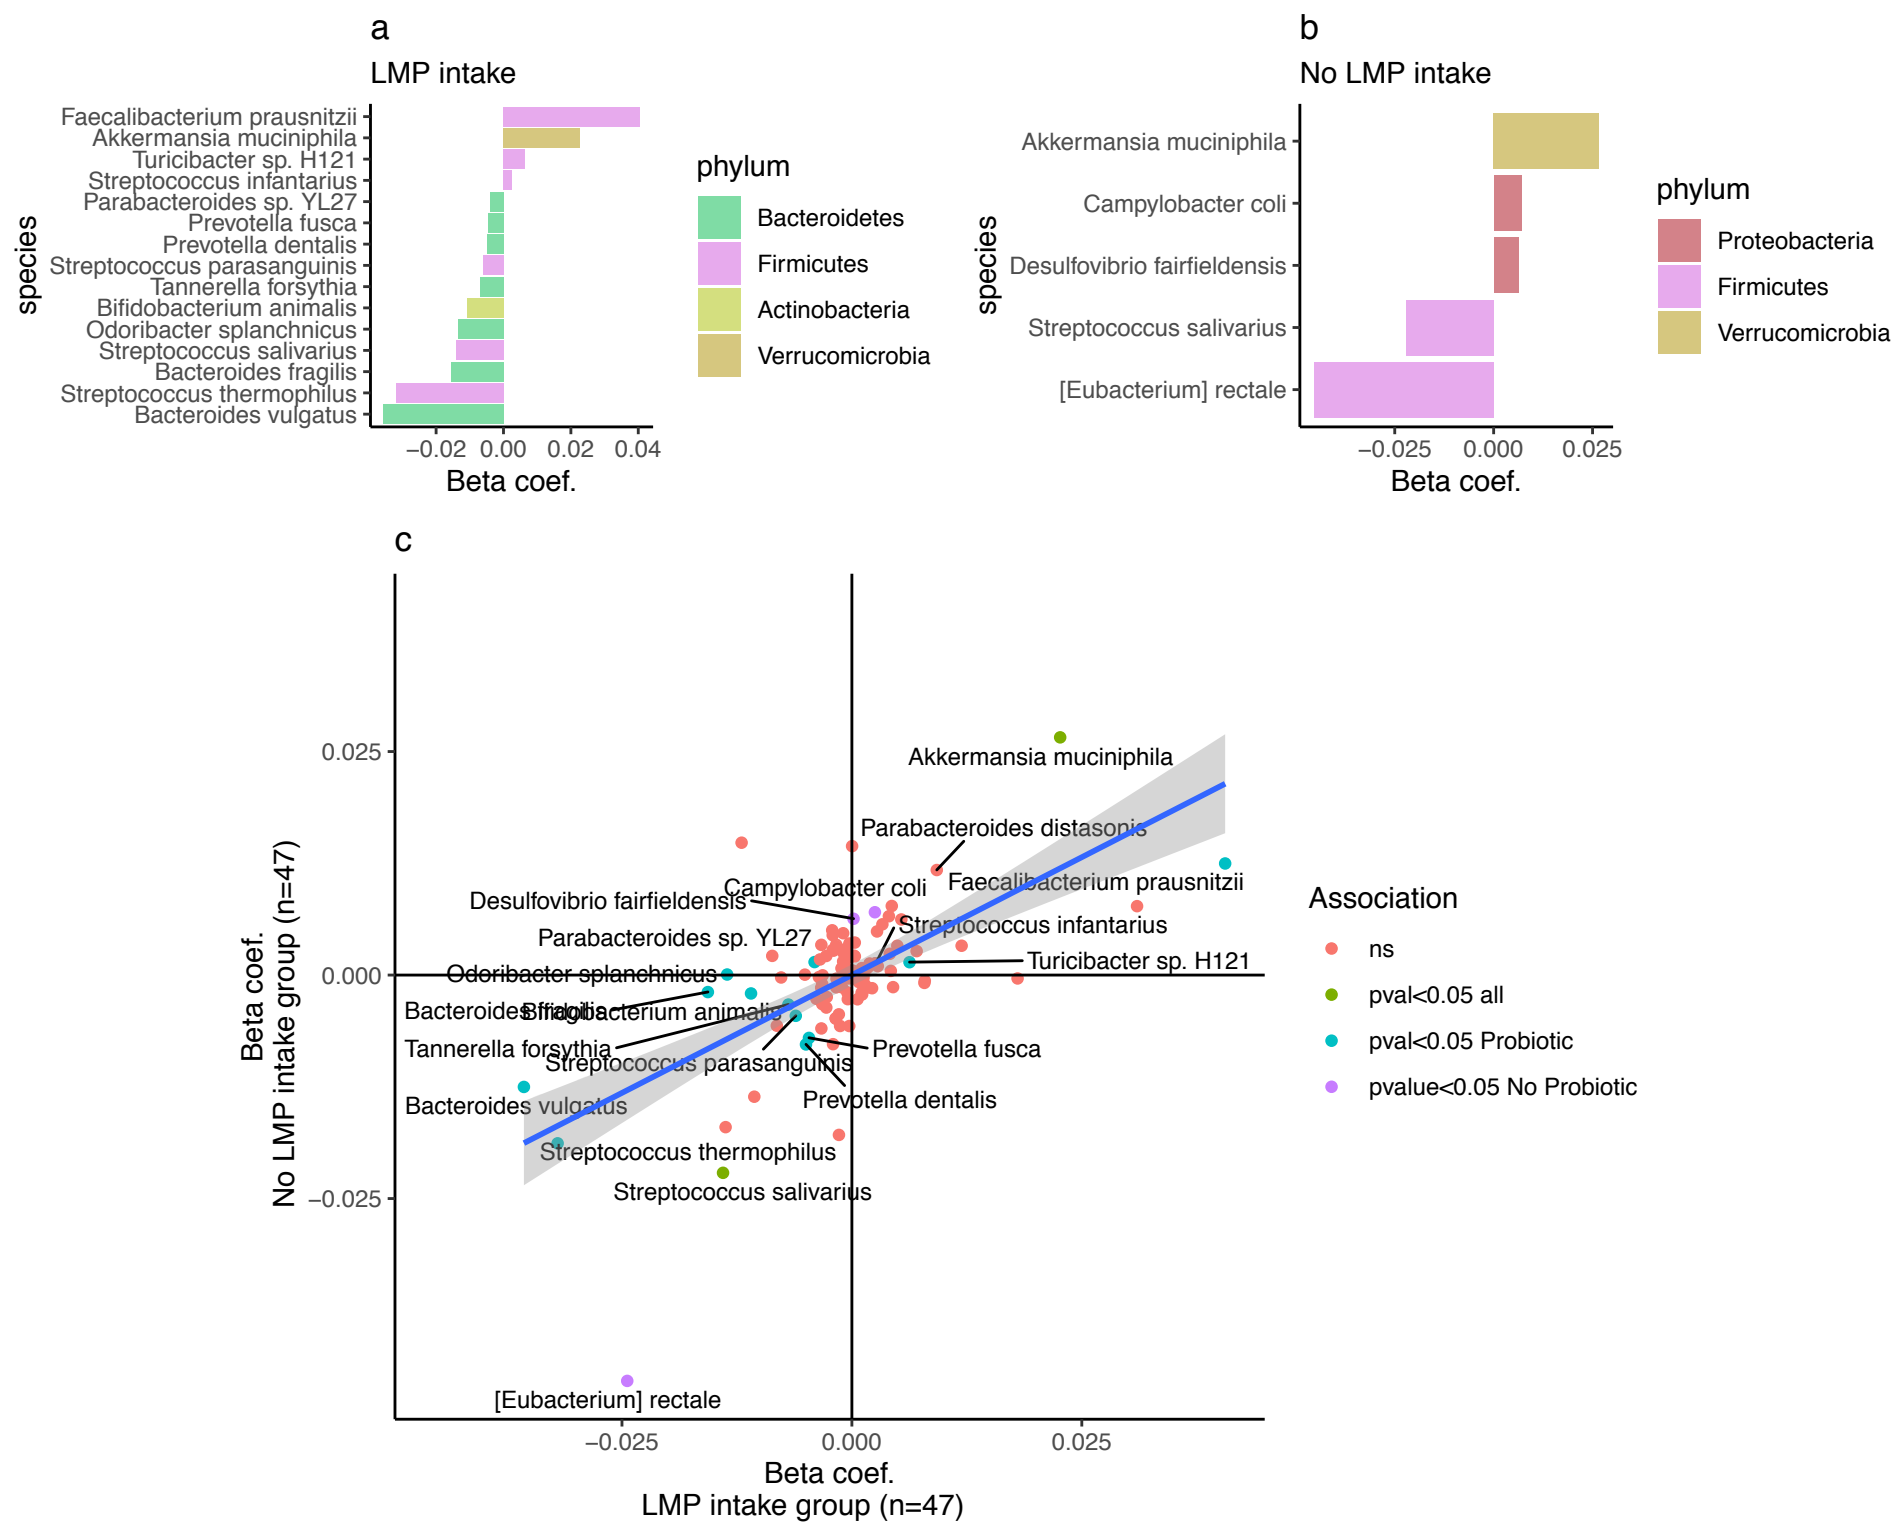 a
LMP intake
species
Faecalibacterium prausnitzii
Akkermansia muciniphila
Turicibacter sp. H121
Streptococcus infantarius
Parabacteroides sp. YL27
Prevotella fusca
Prevotella dentalis
Streptococcus parasanguinis
Tannerella forsythia
Bifidobacterium animalis
Odoribacter splanchnicus
Streptococcus salivarius
Bacteroides fragilis
Streptococcus thermophilus
Bacteroides vulgatus
−0.02 0.00 0.02 0.04
Beta coef.
phylum
Bacteroidetes
Firmicutes
Actinobacteria
Verrucomicrobia
b
No LMP intake
species
Akkermansia muciniphila
Campylobacter coli
Desulfovibrio fairfieldensis
Streptococcus salivarius
[Eubacterium] rectale
−0.025 0.000 0.025
Beta coef.
phylum
Proteobacteria
Firmicutes
Verrucomicrobia
c
Beta coef.
No LMP intake group (n=47)
0.025
0.000
−0.025
Akkermansia muciniphila
Parabacteroides distasonis
Campylobacter coli
Faecalibacterium prausnitzii
Desulfovibrio fairfieldensis
Streptococcus infantarius
Parabacteroides sp. YL27
Turicibacter sp. H121
Odoribacter splanchnicus
Bacteroides fragilis
Bifidobacterium animalis
Tannerella forsythia
Streptococcus parasanguinis
Prevotella fusca
Prevotella dentalis
Bacteroides vulgatus
Streptococcus thermophilus
Streptococcus salivarius
[Eubacterium] rectale
−0.025 0.000 0.025
Beta coef.
LMP intake group (n=47)
Association
ns
pval<0.05 all
pval<0.05 Probiotic
pvalue<0.05 No Probiotic